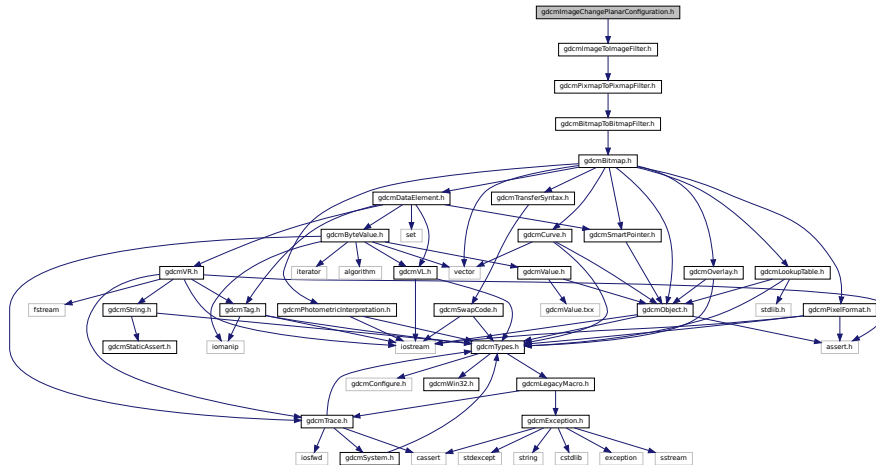 gdcmImageChangePlanarConfiguration.h
gdcmImageToImageFilter.h
gdcmPixmapToPixmapFilter.h
gdcmBitmapToBitmapFilter.h
gdcmBitmap.h
gdcmDataElement.h
gdcmTransferSyntax.h
gdcmByteValue.h
set
gdcmCurve.h
gdcmSmartPointer.h
gdcmVR.h
iterator
algorithm
gdcmVL.h
vector
gdcmValue.h
gdcmOverlay.h
gdcmLookupTable.h
fstream
gdcmString.h
gdcmTag.h
gdcmPhotometricInterpretation.h
gdcmSwapCode.h
gdcmValue.txx
gdcmObject.h
stdlib.h
gdcmPixelFormat.h
gdcmStaticAssert.h
iomanip
iostream
gdcmTypes.h
assert.h
gdcmConfigure.h
gdcmWin32.h
gdcmLegacyMacro.h
gdcmTrace.h
gdcmException.h
iosfwd
gdcmSystem.h
cassert
stdexcept
string
cstdlib
exception
sstream